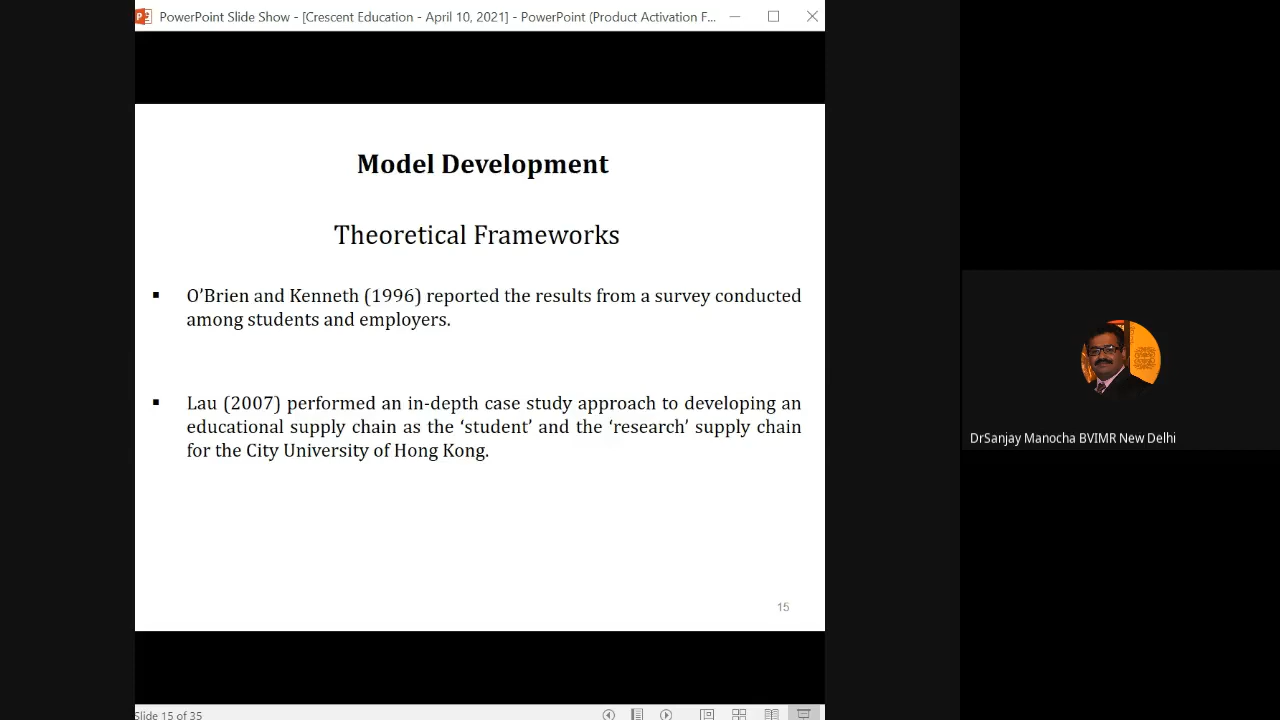 PowerPoint Slide Show - [Crescent Education - April 10, 2021] - PowerPoint (Product Activation F...
Model Development
Theoretical Frameworks
▪ O’Brien and Kenneth (1996) reported the results from a survey conducted
among students and employers.
▪ Lau (2007) performed an in-depth case study approach to developing an
educational supply chain as the ‘student’ and the ‘research’ supply chain
for the City University of Hong Kong.
15
DrSanjay Manocha BVIMR New Delhi
Slide 15 of 35